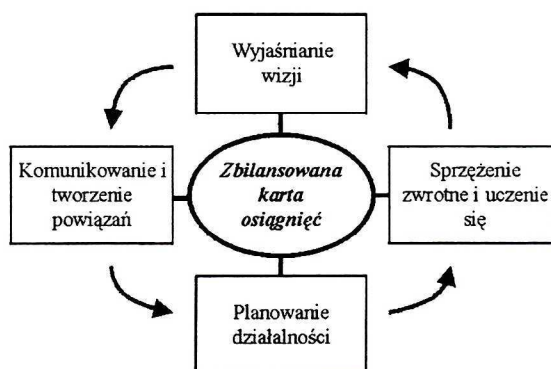 Wyjaśnianie
wizji
Komunikowanie i
tworzenie
powiązań
Zbilansowana
karta
osiągnięć
Sprzężenie
zwrotne i uczenie
się
Planowanie
działalności